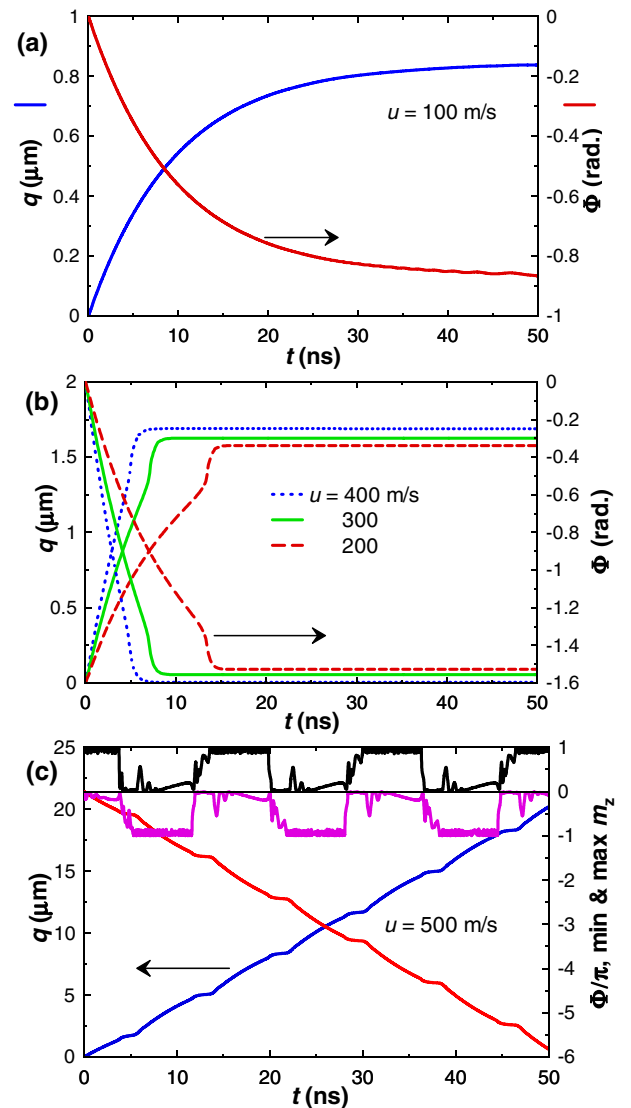 (a)
1
0.8
0.6
0.4
0.2
0
q (μm)
0
-0.2
-0.4
-0.6
-0.8
-1
Φ (rad.)
u = 100 m/s
0 10 20 30 40 50
t (ns)
(b)
2
1.5
1
0.5
0
q (μm)
0
-0.2
-0.4
-0.6
-0.8
-1
-1.2
-1.4
-1.6
Φ (rad.)
u = 400 m/s
300
200
0 10 20 30 40 50
t (ns)
(c)
25
20
15
10
5
0
q (μm)
1
0
-1
-2
-3
-4
-5
-6
Φ/π, min & max m_z
u = 500 m/s
0 10 20 30 40 50
t (ns)